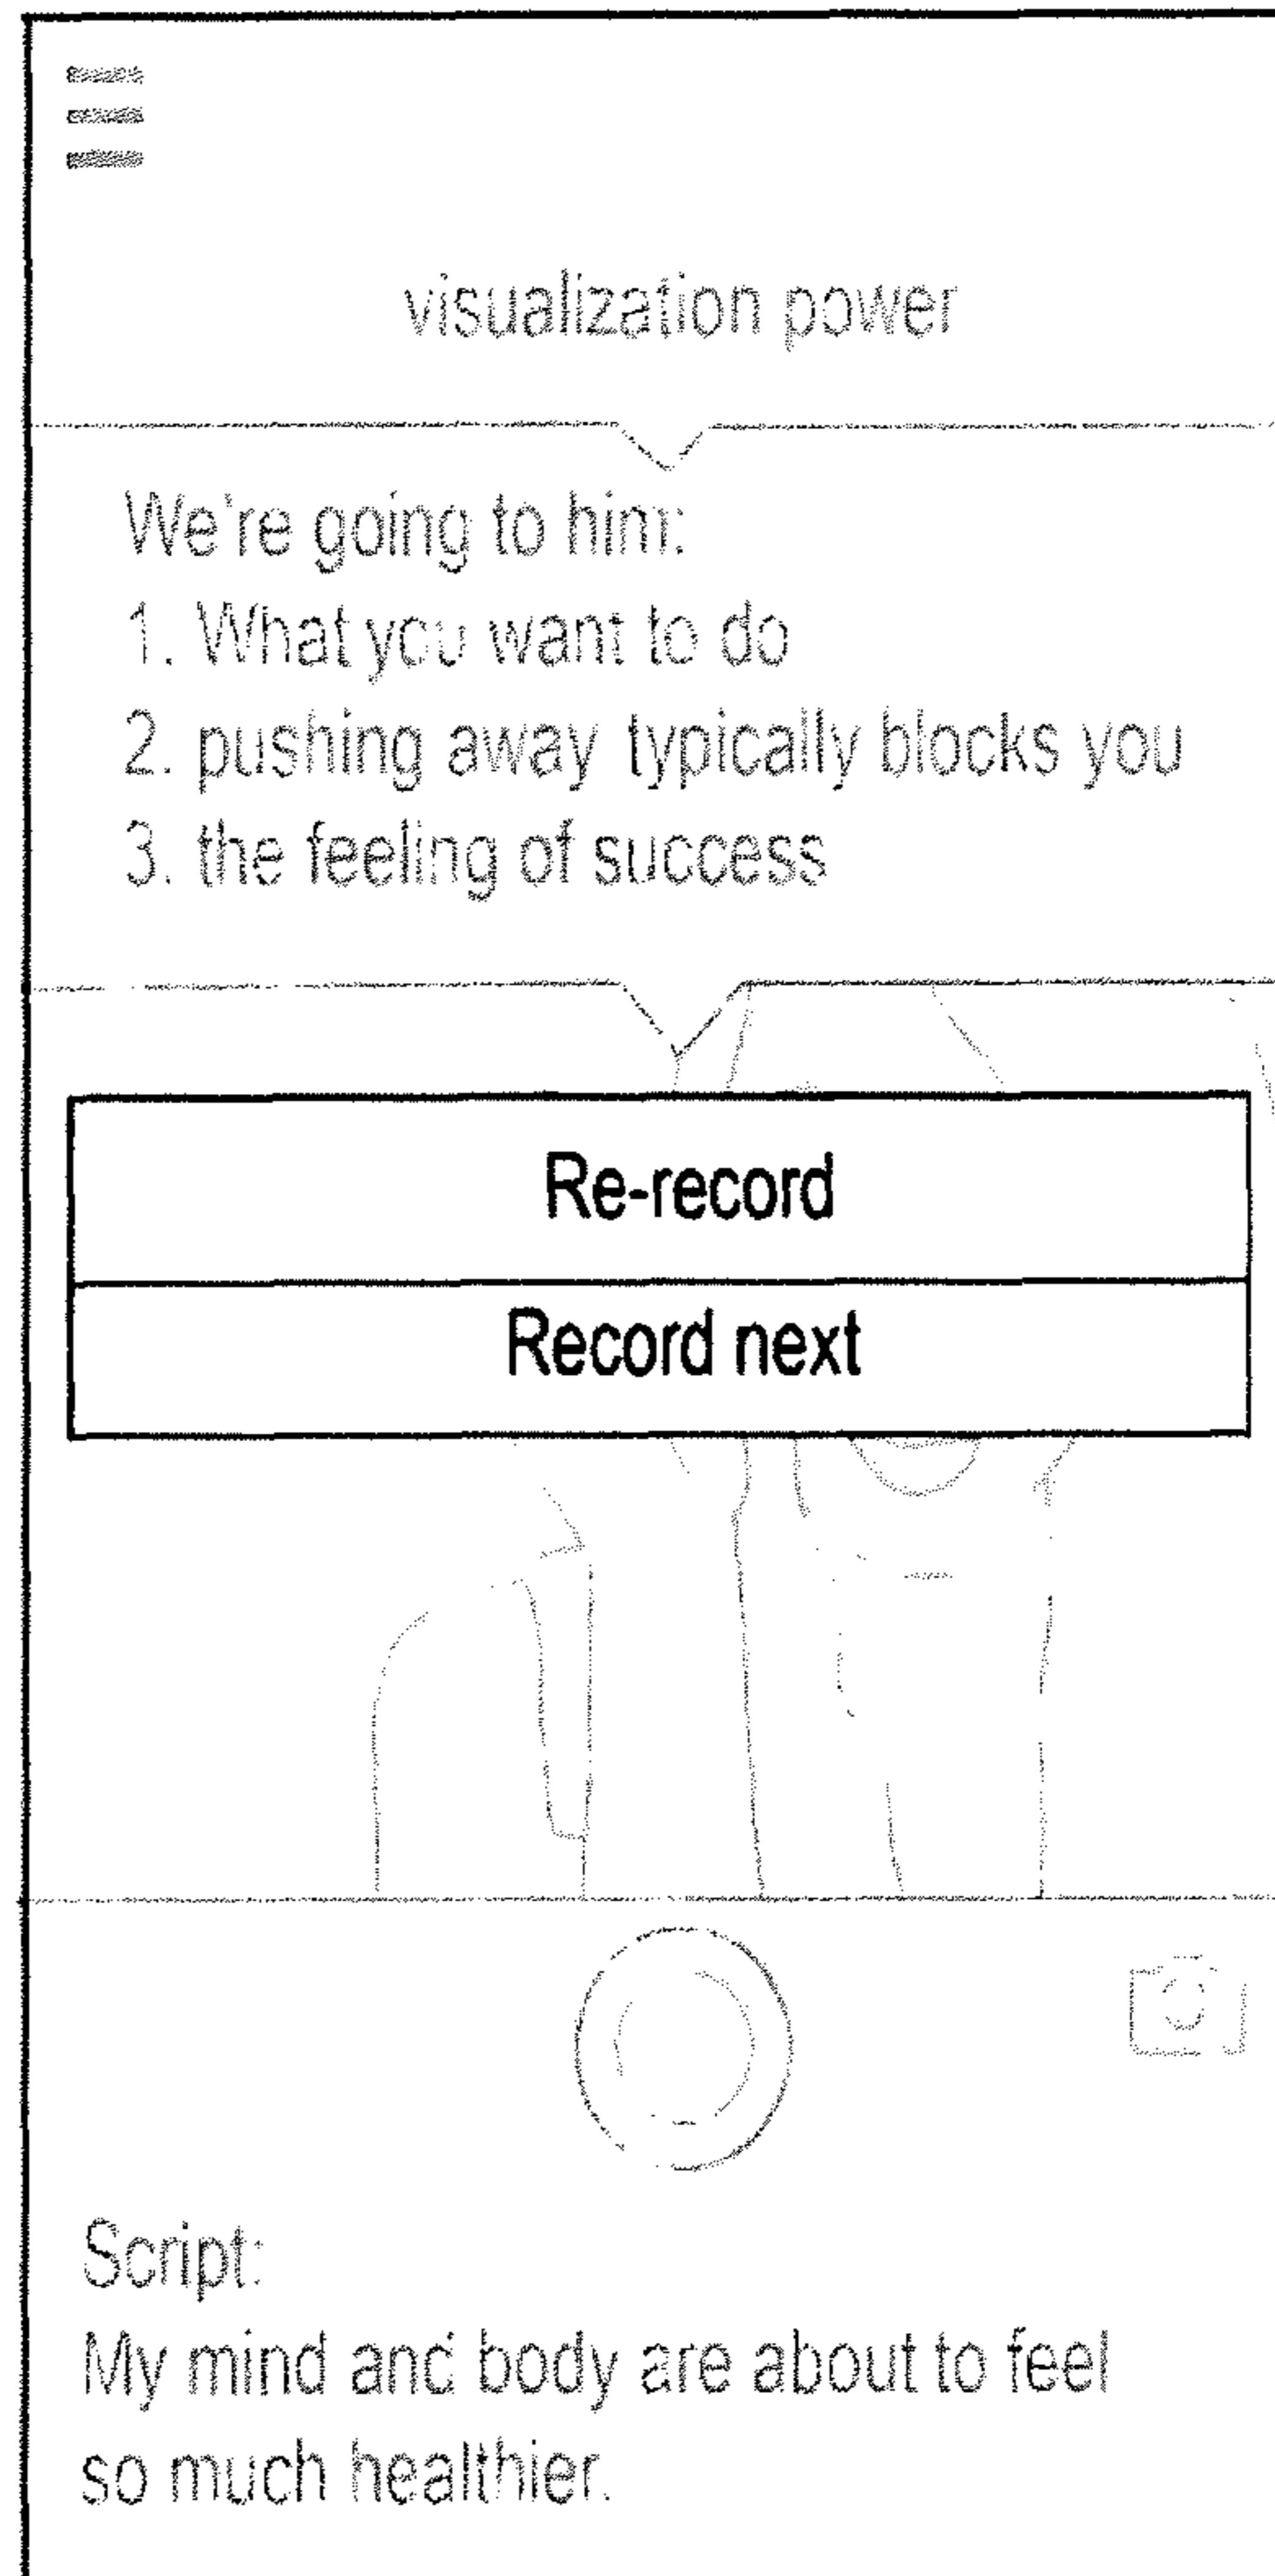 visualization power
We're going to hint:
1. What you want to do
2. pushing away typically blocks you
3. the feeling of success
Re-record
Record next
Script:
My mind and body are about to feel
so much healthier.